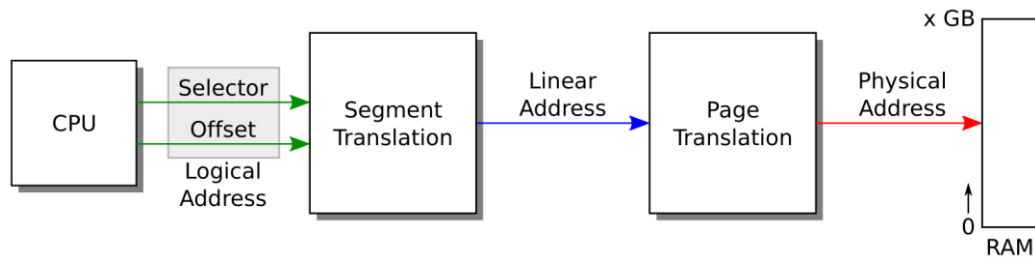 CPU
Selector
Offset
Logical
Address
Segment
Translation
Linear
Address
Page
Translation
Physical
Address
x GB
0
RAM